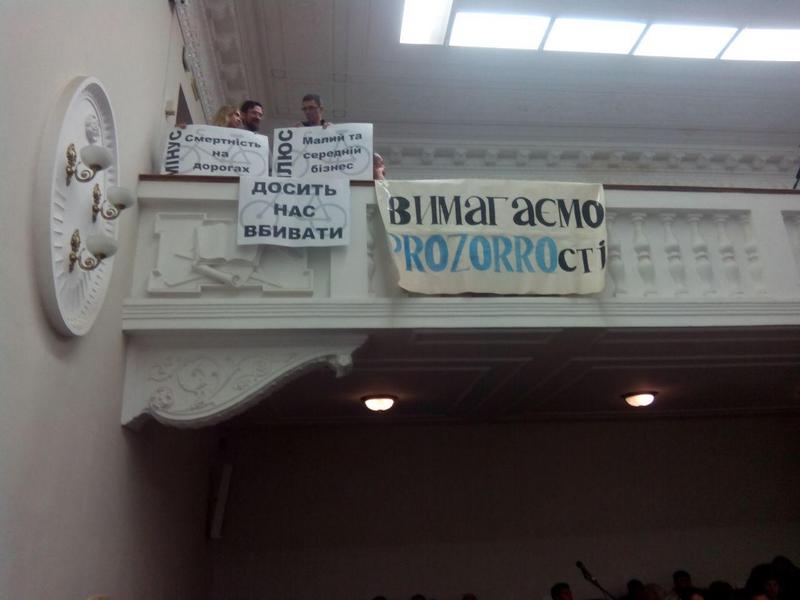 МІНУС
Смертність
на
дорогах
ПЛЮС
Малий та
середній
бізнес
ДОСИТЬ
НАС
ВБИВАТИ
ВИМАГАЄМО
PROZORROСТІ